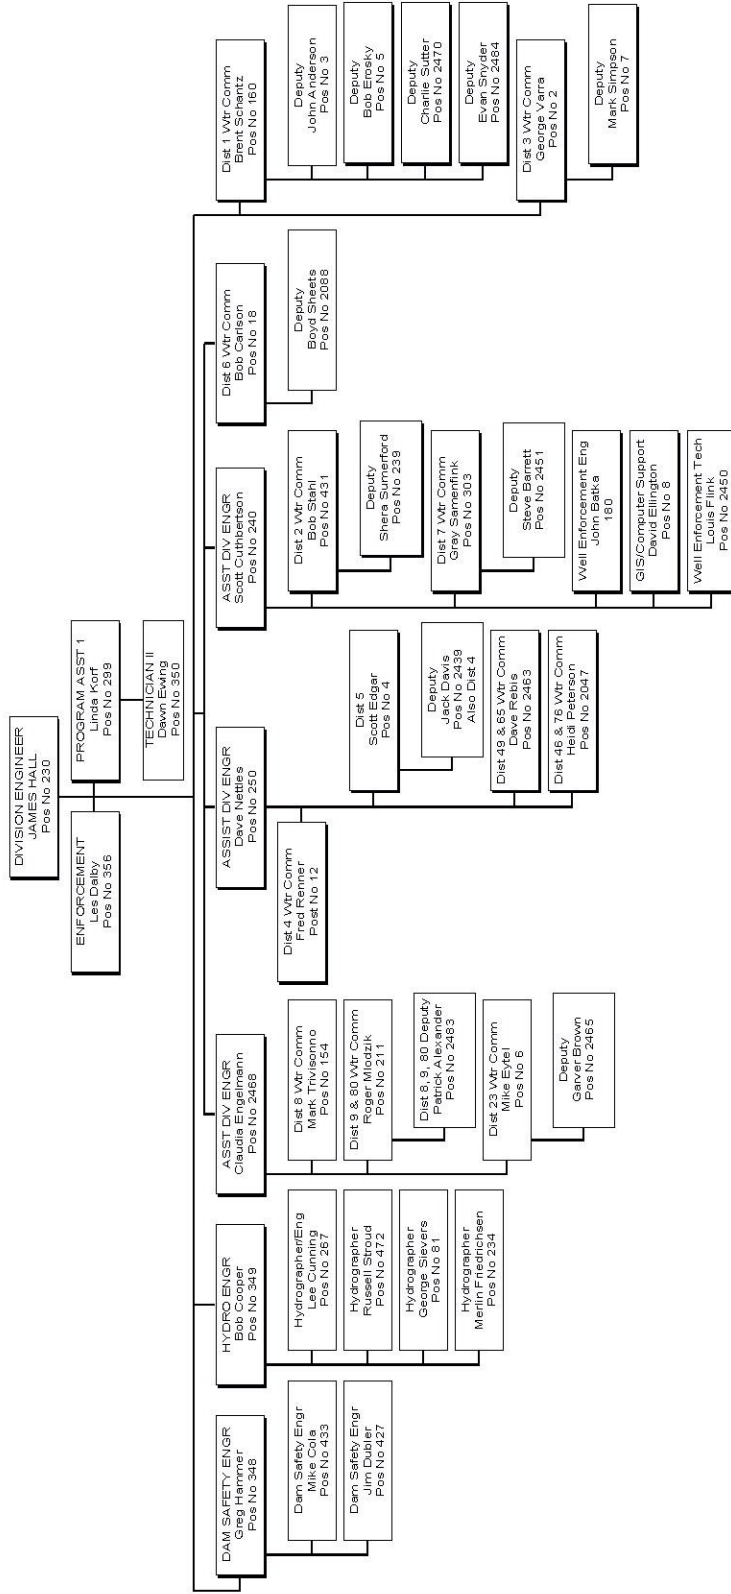 DIVISION ENGINEER
JAMES HALL
Pos No 230
ENFORCEMENT
Les Dalby
Pos No 356
PROGRAM ASST 1
Linda Korf
Pos No 299
TECHNICIAN II
Dawn Ewing
Pos No 350
DAM SAFETY ENGR
Greg Hammer
Pos No 348
Dam Safety Engr
Mike Cola
Pos No 433
Dam Safety Engr
Jim Dubler
Pos No 427
HYDRO ENGR
Bob Cooper
Pos No 349
Hydrographer/Eng
Lee Cunning
Pos No 267
Hydrographer
Russell Stroud
Pos No 472
Hydrographer
George Sievers
Pos No 81
Hydrographer
Merlin Friedrichsen
Pos No 234
ASST DIV ENGR
Claudia Engelmann
Pos No 2468
Dist 8 Wtr Comm
Mark Trivisonno
Pos No 154
Dist 9 & 80 Wtr Comm
Roger Mlodzik
Pos No 211
Dist 8, 9, 80 Deputy
Patrick Alexander
Pos No 2483
Dist 23 Wtr Comm
Mike Eytel
Pos No 6
Deputy
Garver Brown
Pos No 2465
ASSIST DIV ENGR
Dave Nettles
Pos No 250
Dist 4 Wtr Comm
Fred Renner
Post No 12
Dist 5
Scott Edgar
Pos No 4
Deputy
Jack Davis
Pos No 2439
Also Dist 4
Dist 49 & 65 Wtr Comm
Dave Rebis
Pos No 2463
Dist 46 & 76 Wtr Comm
Heidi Peterson
Pos No 2047
ASST DIV ENGR
Scott Cuthbertson
Pos No 240
Dist 2 Wtr Comm
Bob Stahl
Pos No 431
Deputy
Shera Sumerford
Pos No 239
Dist 7 Wtr Comm
Gray Samenfink
Pos No 303
Deputy
Steve Barrett
Pos No 2451
Well Enforcement Eng
John Batka
180
GIS/Computer Support
David Ellington
Pos No 8
Well Enforcement Tech
Louis Flink
Pos No 2450
Dist 6 Wtr Comm
Bob Carlson
Pos No 18
Deputy
Boyd Sheets
Pos No 2088
Dist 1 Wtr Comm
Brent Schantz
Pos No 160
Deputy
John Anderson
Pos No 3
Deputy
Bob Erosky
Pos No 5
Deputy
Charlie Sutter
Pos No 2470
Deputy
Evan Snyder
Pos No 2484
Dist 3 Wtr Comm
George Varra
Pos No 2
Deputy
Mark Simpson
Pos No 7